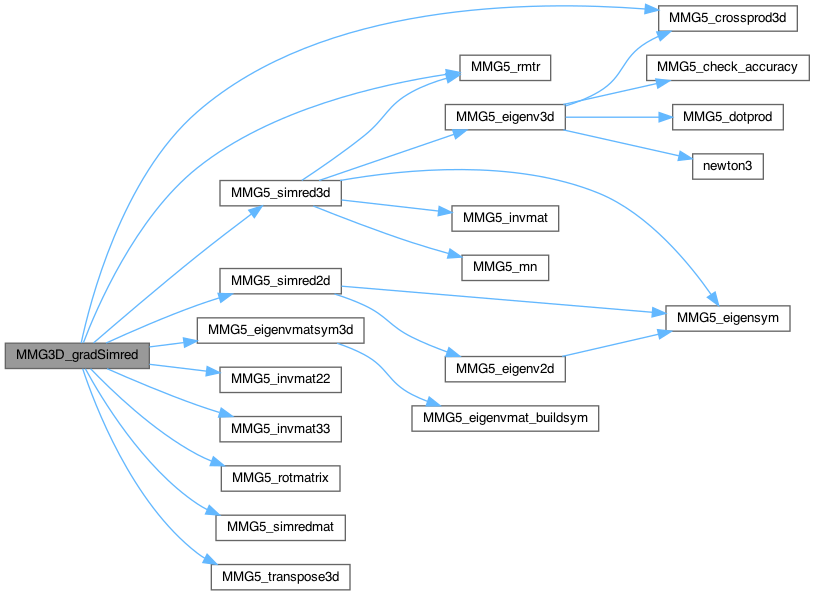 MMG5_crossprod3d
MMG5_rmtr
MMG5_check_accuracy
MMG5_eigenv3d
MMG5_dotprod
newton3
MMG5_simred3d
MMG5_invmat
MMG5_mn
MMG5_simred2d
MMG5_eigensym
MMG5_eigenvmatsym3d
MMG3D_gradSimred
MMG5_eigenv2d
MMG5_invmat22
MMG5_eigenvmat_buildsym
MMG5_invmat33
MMG5_rotmatrix
MMG5_simredmat
MMG5_transpose3d